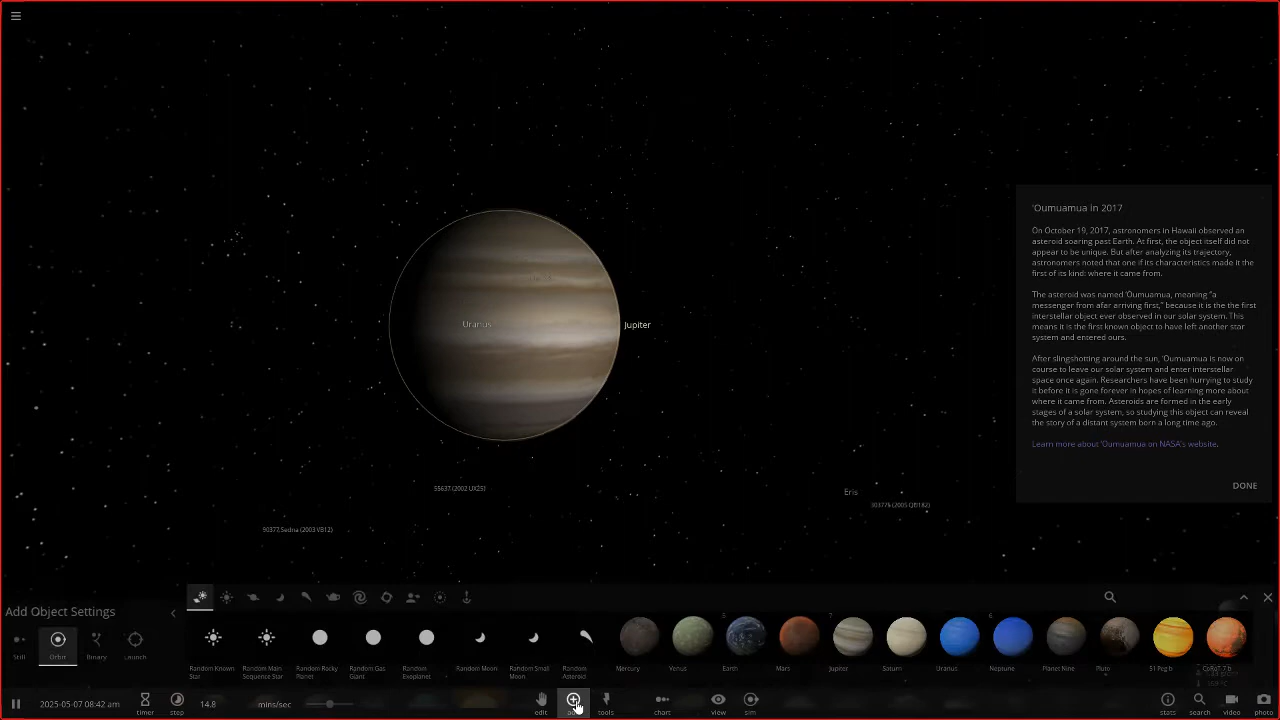 Uranus
Jupiter
55637 (2002 UX25)
Eris
90377 Sedna (2003 VB12)
'Oumuamua in 2017
On October 19, 2017, astronomers in Hawaii observed an
asteroid soaring past Earth. At first, the object itself did not
appear to be unique. But after analyzing its trajectory,
astronomers noted that one if its characteristics made it the
first of its kind: where it came from.
The asteroid was named 'Oumuamua, meaning "a
messenger from afar arriving first," because it is the the first
interstellar object ever observed in our solar system. This
means it is the first known object to have left another star
system and entered ours.
After slingshotting around the sun, 'Oumuamua is now on
course to leave our solar system and enter interstellar
space once again. Researchers have been hurrying to study
it before it is gone forever in hopes of learning more about
where it came from. Asteroids are formed in the early
stages of a solar system, so studying this object can reveal
the story of a distant system born a long time ago.
Learn more about 'Oumuamua on NASA's website.
DONE
Add Object Settings
Still
Orbit
Binary
Launch
Random Known
Star
Random Main
Sequence Star
Random Rocky
Planet
Random Gas
Giant
Random
Exoplanet
Random Moon
Random Small
Moon
Random
Asteroid
Mercury
Venus
Earth
Mars
7
Jupiter
Saturn
Uranus
6
Neptune
Planet Nine
Pluto
51 Peg b
CoRoT-7 b
2025-05-07 08:42 am
timer
step
14.8
mins/sec
edit
tools
chart
view
sim
stats
search
video
photo